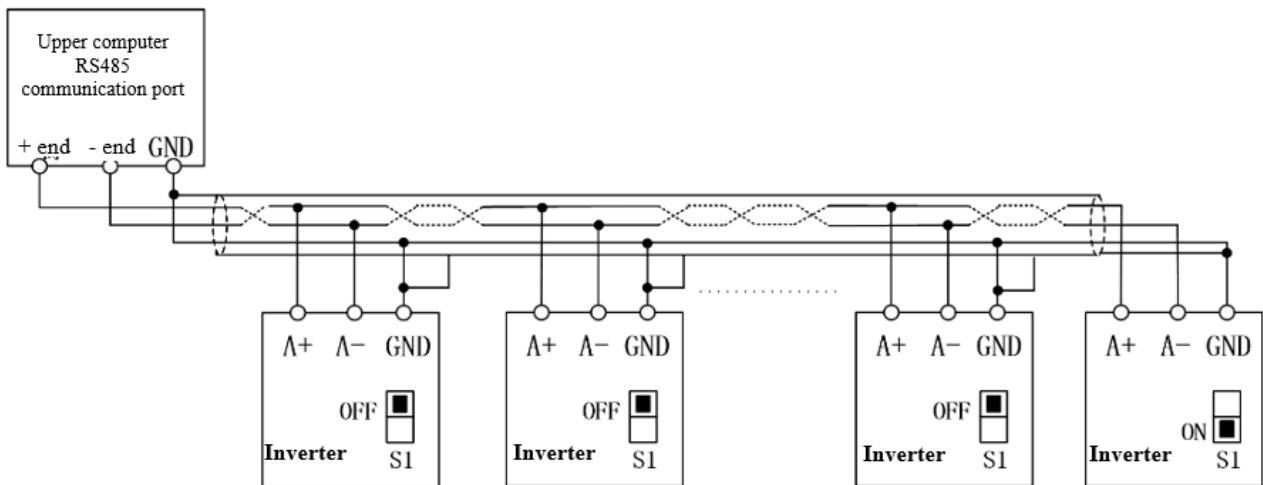 Upper computer
RS485
communication port
+ end - end GND
A+ A- GND
OFF
Inverter
S1
A+ A- GND
OFF
Inverter
S1
A+ A- GND
OFF
Inverter
S1
A+ A- GND
ON
Inverter
S1